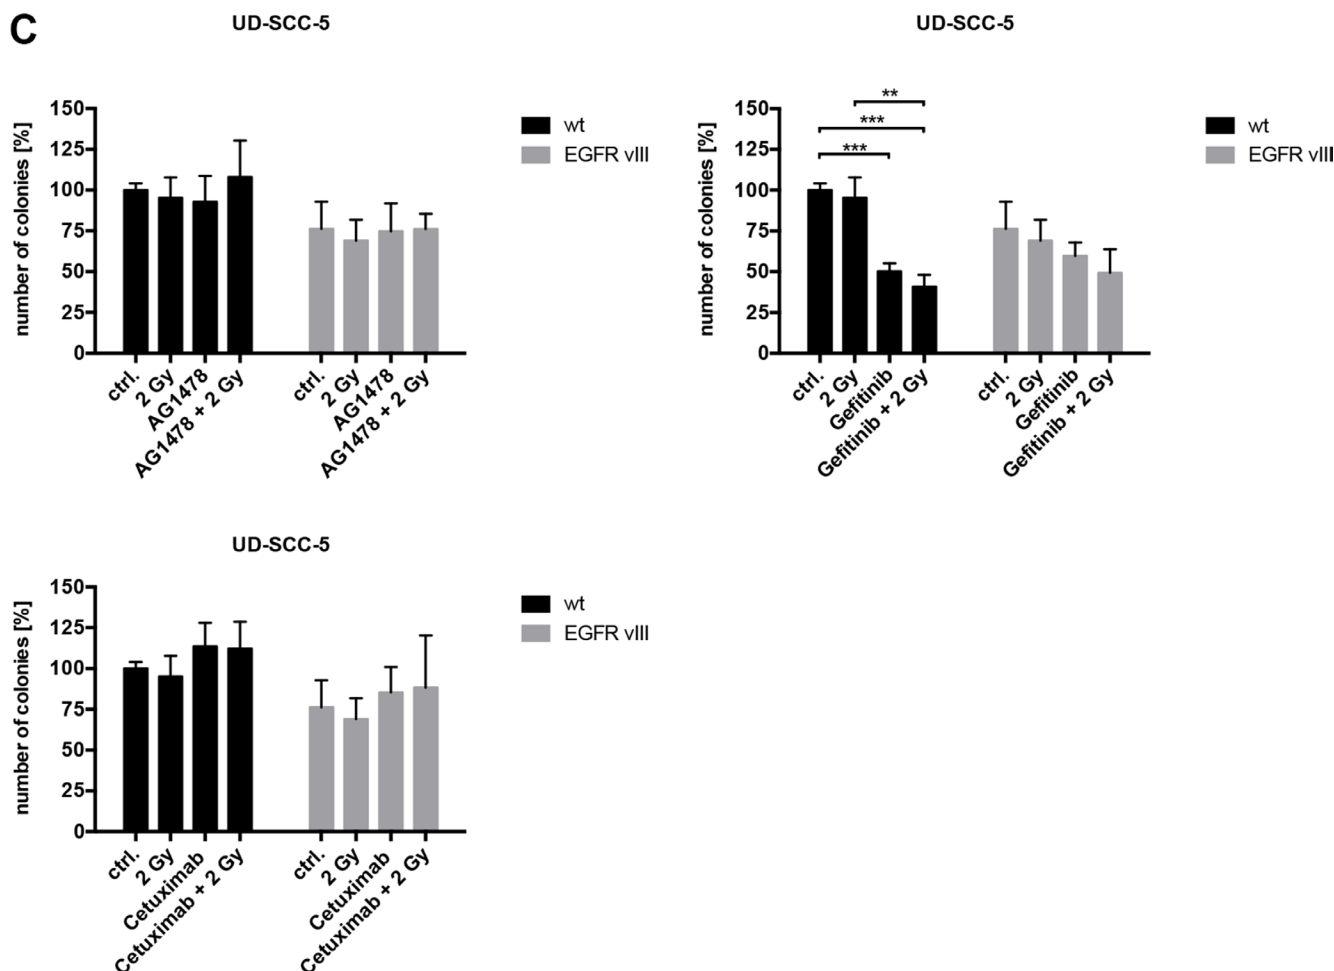 C
UD-SCC-5
number of colonies [%]
150
125
100
75
50
25
0
ctrl.
2 Gy
AG1478
AG1478 + 2 Gy
ctrl.
2 Gy
AG1478
AG1478 + 2 Gy
wt
EGFR vIII
UD-SCC-5
number of colonies [%]
150
125
100
75
50
25
0
**
***
***
ctrl.
2 Gy
Gefitinib
Gefitinib + 2 Gy
ctrl.
2 Gy
Gefitinib
Gefitinib + 2 Gy
wt
EGFR vIII
UD-SCC-5
number of colonies [%]
150
125
100
75
50
25
0
ctrl.
2 Gy
Cetuximab
Cetuximab + 2 Gy
ctrl.
2 Gy
Cetuximab
Cetuximab + 2 Gy
wt
EGFR vIII